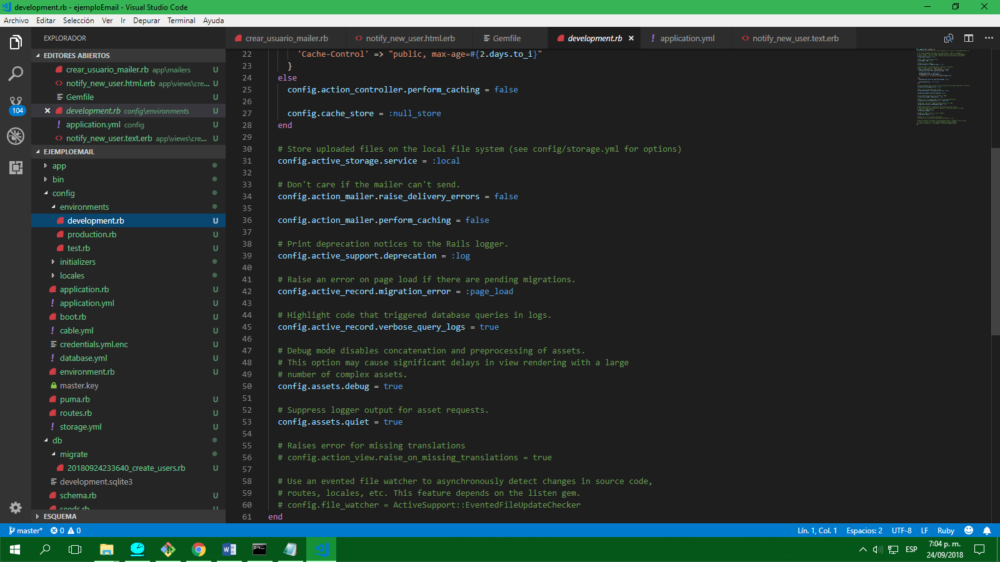 development.rb - ejemploEmail - Visual Studio Code
Archivo Editar Selección Ver Ir Depurar Terminal Ayuda
EXPLORADOR
EDITORES ABIERTOS
crear_usuario_mailer.rb app\mailers U
notify_new_user.html.erb app\views\cre... U
Gemfile U
development.rb config\environments U
application.yml config U
notify_new_user.text.erb app\views\cre... U
104
EJEMPLOEMAIL
app
bin
config
environments
development.rb U
production.rb U
test.rb U
initializers
locales
application.rb U
application.yml U
boot.rb U
cable.yml U
credentials.yml.enc U
database.yml U
environment.rb U
master.key
puma.rb U
routes.rb U
storage.yml U
db
migrate
20180924233640_create_users.rb U
development.sqlite3
schema.rb U
seeds.rb U
ESQUEMA
crear_usuario_mailer.rb notify_new_user.html.erb Gemfile development.rb application.yml notify_new_user.text.erb
22 'Cache-Control' => "public, max-age=#{2.days.to_i}"
23 }
24 else
25 config.action_controller.perform_caching = false
26
27 config.cache_store = :null_store
28 end
29
30 # Store uploaded files on the local file system (see config/storage.yml for options)
31 config.active_storage.service = :local
32
33 # Don't care if the mailer can't send.
34 config.action_mailer.raise_delivery_errors = false
35
36 config.action_mailer.perform_caching = false
37
38 # Print deprecation notices to the Rails logger.
39 config.active_support.deprecation = :log
40
41 # Raise an error on page load if there are pending migrations.
42 config.active_record.migration_error = :page_load
43
44 # Highlight code that triggered database queries in logs.
45 config.active_record.verbose_query_logs = true
46
47 # Debug mode disables concatenation and preprocessing of assets.
48 # This option may cause significant delays in view rendering with a large
49 # number of complex assets.
50 config.assets.debug = true
51
52 # Suppress logger output for asset requests.
53 config.assets.quiet = true
54
55 # Raises error for missing translations
56 # config.action_view.raise_on_missing_translations = true
57
58 # Use an evented file watcher to asynchronously detect changes in source code,
59 # routes, locales, etc. This feature depends on the listen gem.
60 # config.file_watcher = ActiveSupport::EventedFileUpdateChecker
61 end
master* 0 0 Lín. 1, Col. 1 Espacios: 2 UTF-8 LF Ruby
ESP
7:04 p. m.
24/09/2018